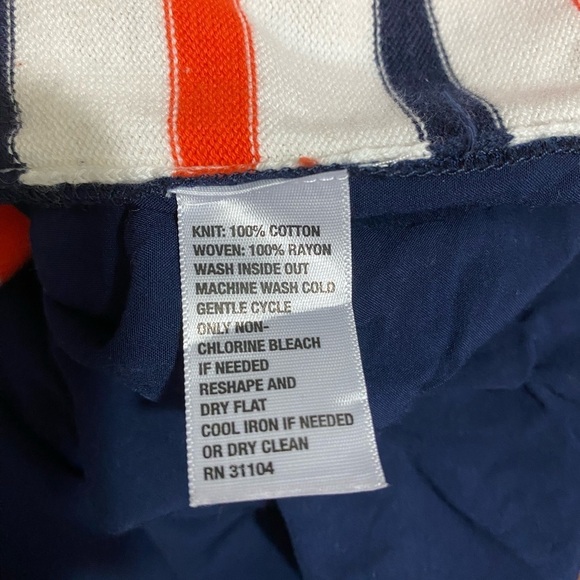 KNIT: 100% COTTON
WOVEN: 100% RAYON
WASH INSIDE OUT
MACHINE WASH COLD
GENTLE CYCLE
ONLY NON-
CHLORINE BLEACH
IF NEEDED
RESHAPE AND
DRY FLAT
COOL IRON IF NEEDED
OR DRY CLEAN
RN 31104